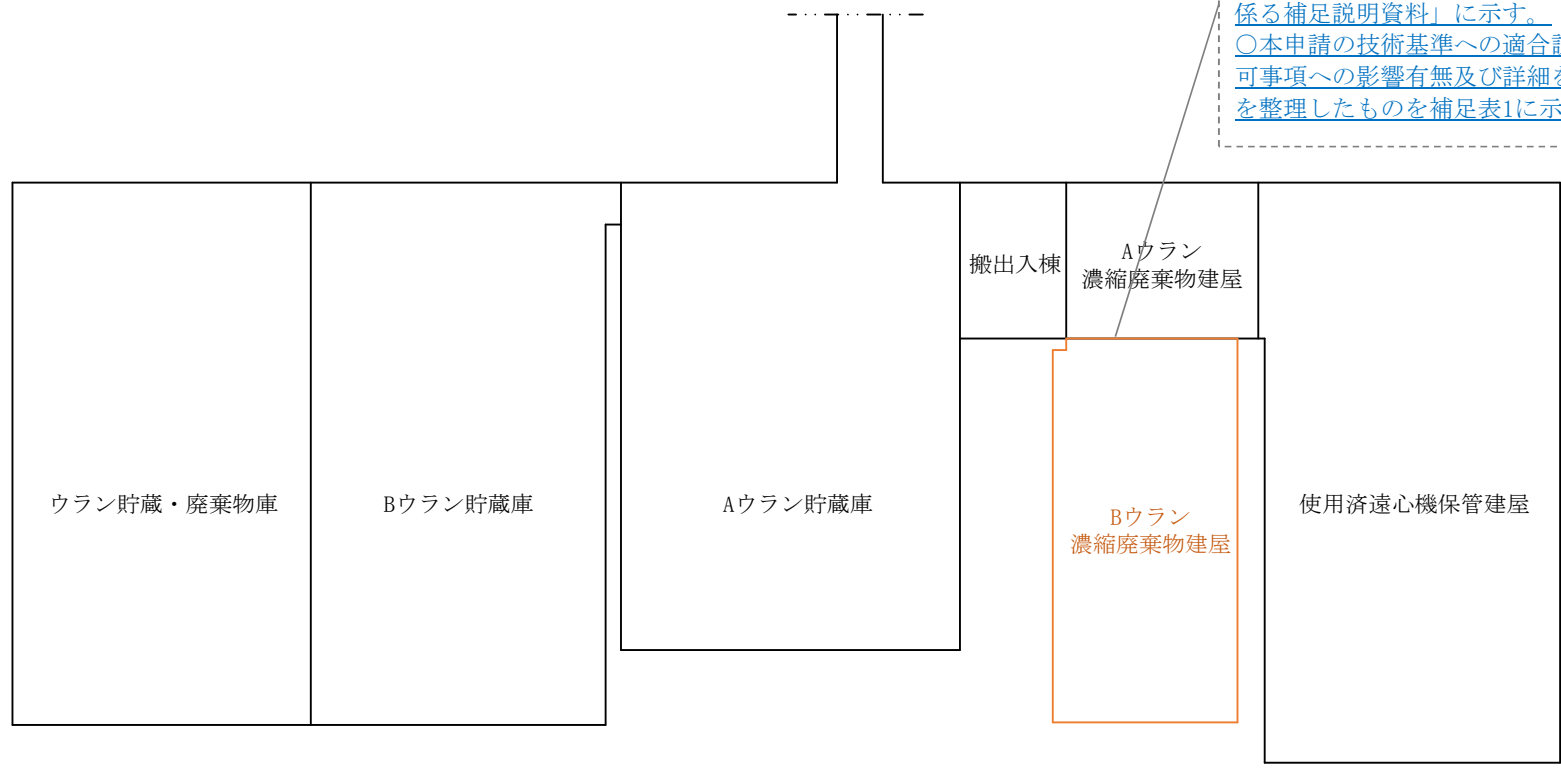 係る補足説明資料」に示す。
○本申請の技術基準への適合
可事項への影響有無及び詳細
を整理したものを補足表1に示
搬出入棟
Aウラン
濃縮廃棄物建屋
ウラン貯蔵・廃棄物庫
Bウラン貯蔵庫
Aウラン貯蔵庫
Bウラン
濃縮廃棄物建屋
使用済遠心機保管建屋